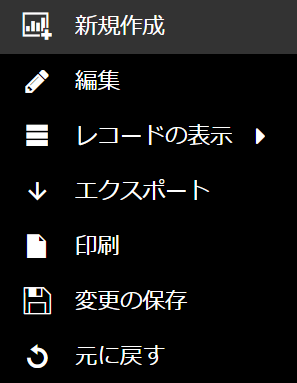 新規作成
編集
レコードの表示
エクスポート
印刷
変更の保存
元に戻す